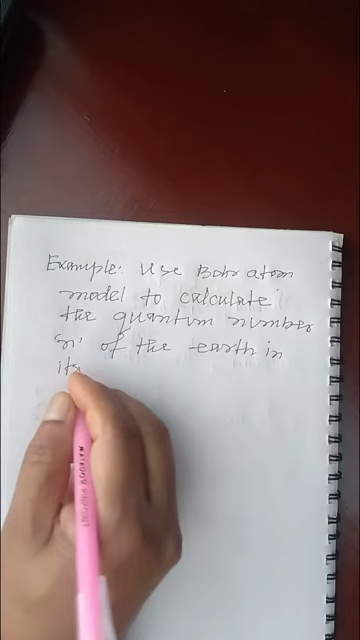 Example: Use Bohr atom
model to calculate
the quantum number
'n' of the earth in
its